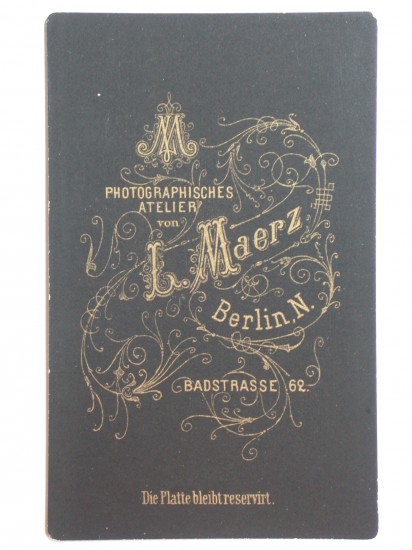 M
PHOTOGRAPHISCHES
ATELIER
von
L. Maerz
Berlin, N.
BADSTRASSE 62.
Die Platte bleibt reservirt.